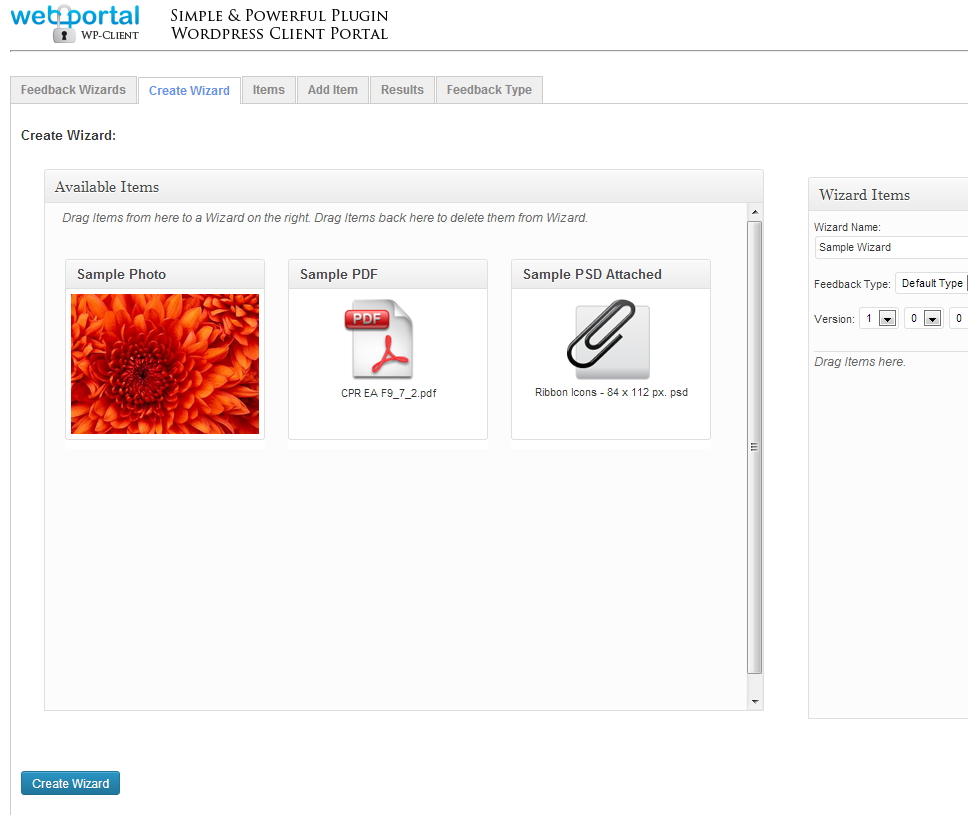 web portal
WP-CLIENT
SIMPLE & POWERFUL PLUGIN
WORDPRESS CLIENT PORTAL
Feedback Wizards
Create Wizard
Items
Add Item
Results
Feedback Type
Create Wizard:
Available Items
Drag Items from here to a Wizard on the right. Drag Items back here to delete them from Wizard.
Sample Photo
Sample PDF
PDF
CPR EA F9_7_2.pdf
Sample PSD Attached
Ribbon Icons - 84 x 112 px. psd
Wizard Items
Wizard Name:
Sample Wizard
Feedback Type: Default Type
Version: 1 0 0
Drag Items here.
Create Wizard